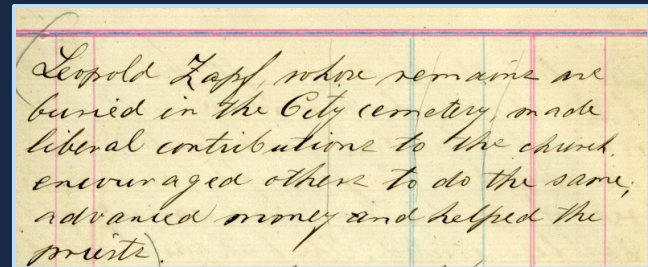 (Leopold Zapf, whose remains are
buried in the City cemetery, made
liberal contributions to the church,
encouraged others to do the same;
advanced money and helped the
priests).